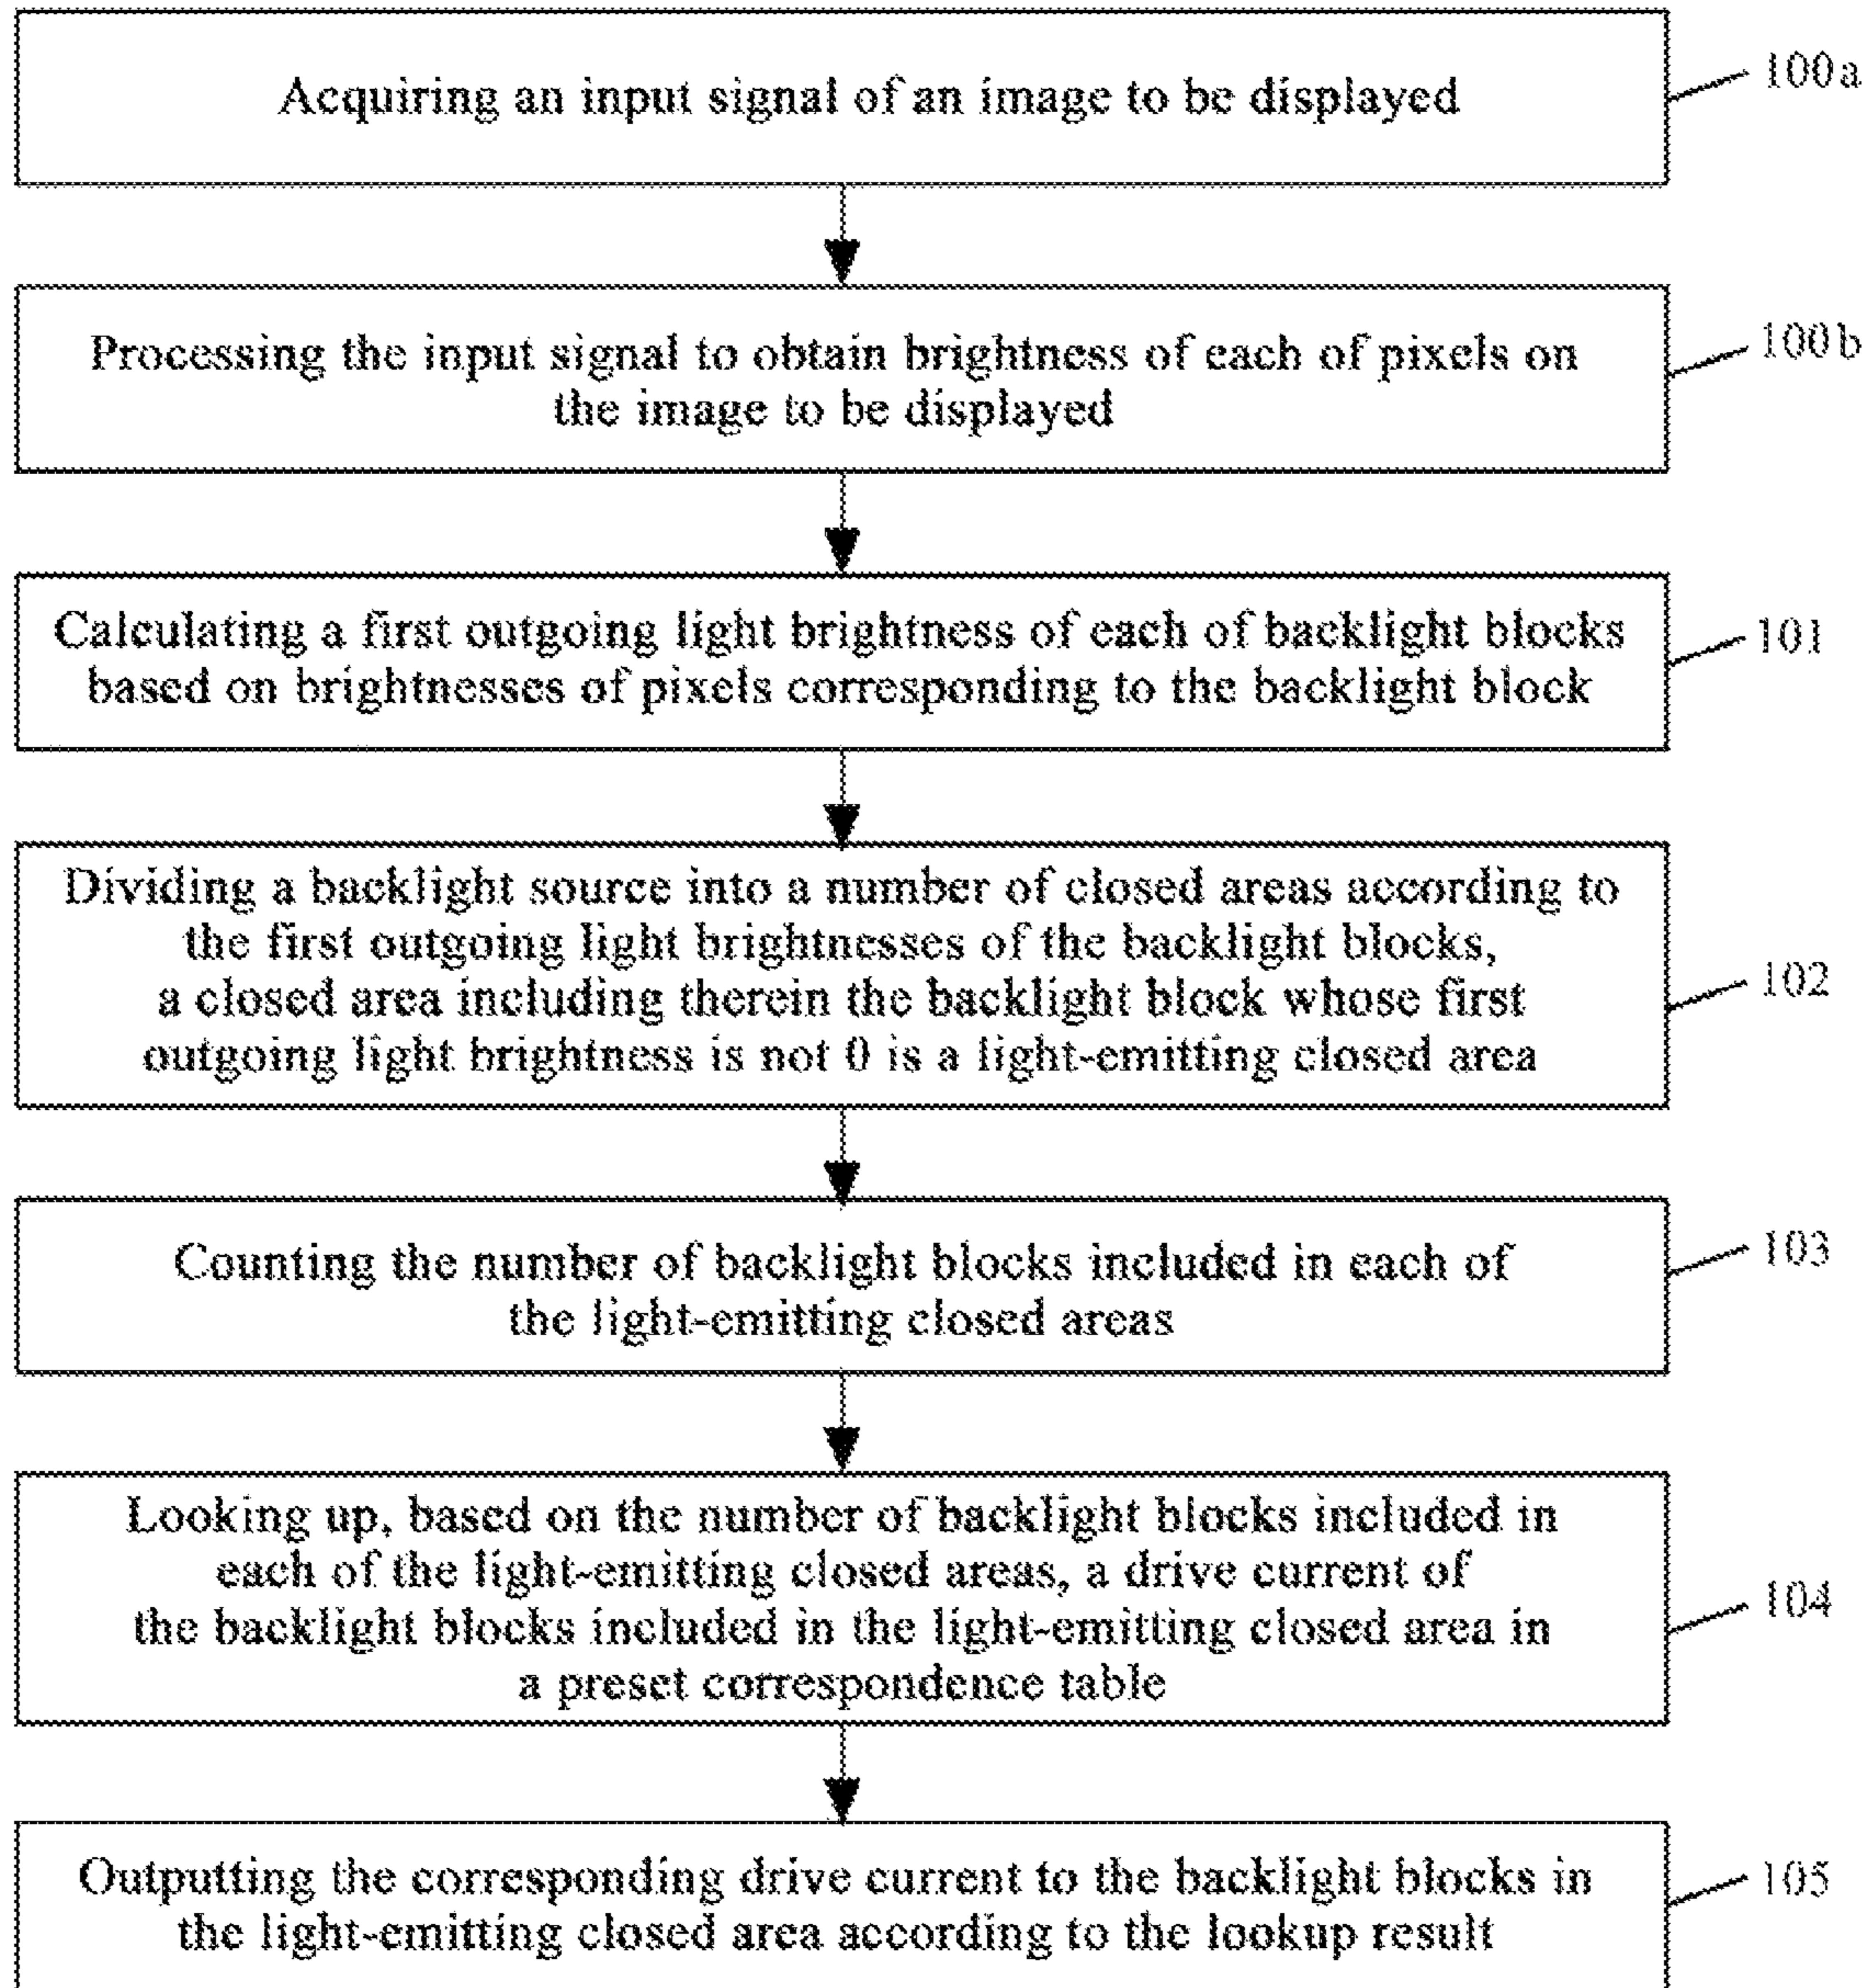 Acquiring an input signal of an image to be displayed
100a
Processing the input signal to obtain brightness of each of pixels on
the image to be displayed
100b
Calculating a first outgoing light brightness of each of backlight blocks
based on brightnesses of pixels corresponding to the backlight block
101
Dividing a backlight source into a number of closed areas according to
the first outgoing light brightnesses of the backlight blocks,
a closed area including therein the backlight block whose first
outgoing light brightness is not 0 is a light-emitting closed area
102
Counting the number of backlight blocks included in each of
the light-emitting closed areas
103
Looking up, based on the number of backlight blocks included in
each of the light-emitting closed areas, a drive current of
the backlight blocks included in the light-emitting closed area in
a preset correspondence table
104
Outputting the corresponding drive current to the backlight blocks in
the light-emitting closed area according to the lookup result
105